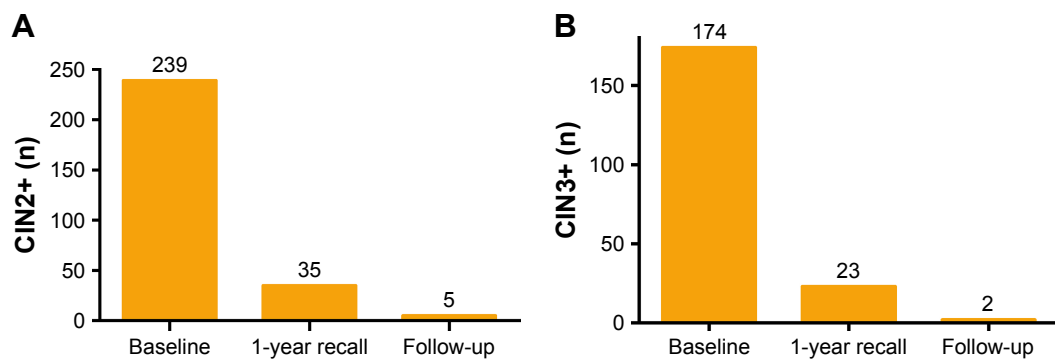 A
CIN2+ (n)
250
200
150
100
50
0
239
35
5
Baseline 1-year recall Follow-up
B
CIN3+ (n)
150
100
50
0
174
23
2
Baseline 1-year recall Follow-up